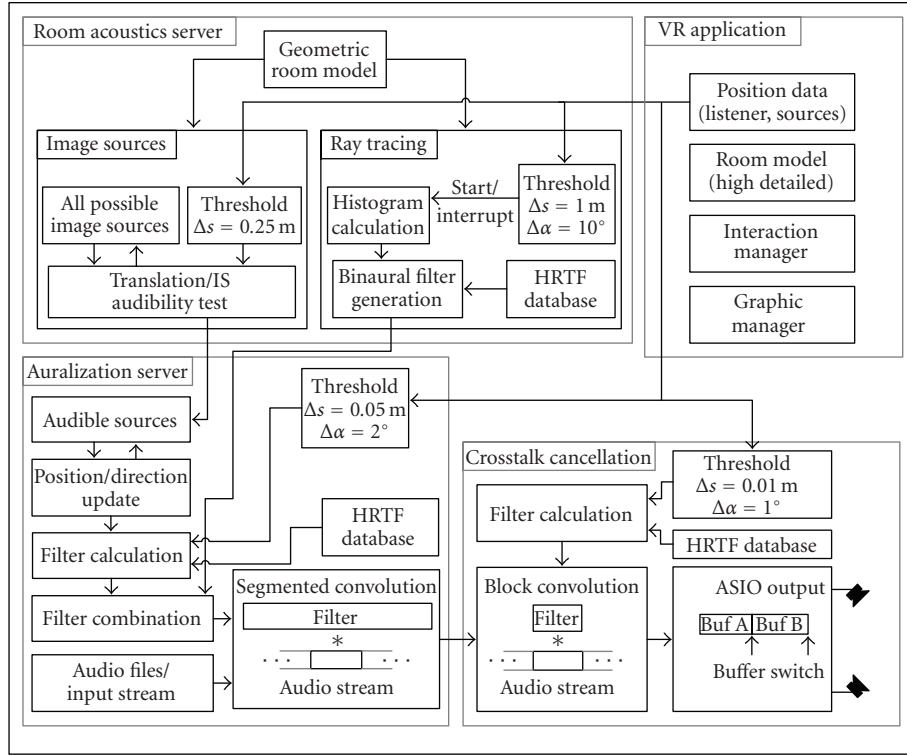 Room acoustics server
Geometric
room model
Image sources
All possible
image sources
Threshold
Δs = 0.25 m
Translation/IS
audibility test
Ray tracing
Histogram
calculation
Start/
interrupt
Threshold
Δs = 1 m
Δα = 10°
Binaural filter
generation
HRTF
database
VR application
Position data
(listener, sources)
Room model
(high detailed)
Interaction
manager
Graphic
manager
Auralization server
Audible sources
Position/direction
update
Filter calculation
Filter combination
Audio files/
input stream
Threshold
Δs = 0.05 m
Δα = 2°
HRTF
database
Segmented convolution
Filter
*
· · ·
· · ·
Audio stream
Crosstalk cancellation
Filter calculation
Threshold
Δs = 0.01 m
Δα = 1°
HRTF database
Block convolution
Filter
*
· · ·
· · ·
Audio stream
ASIO output
Buf A Buf B
Buffer switch